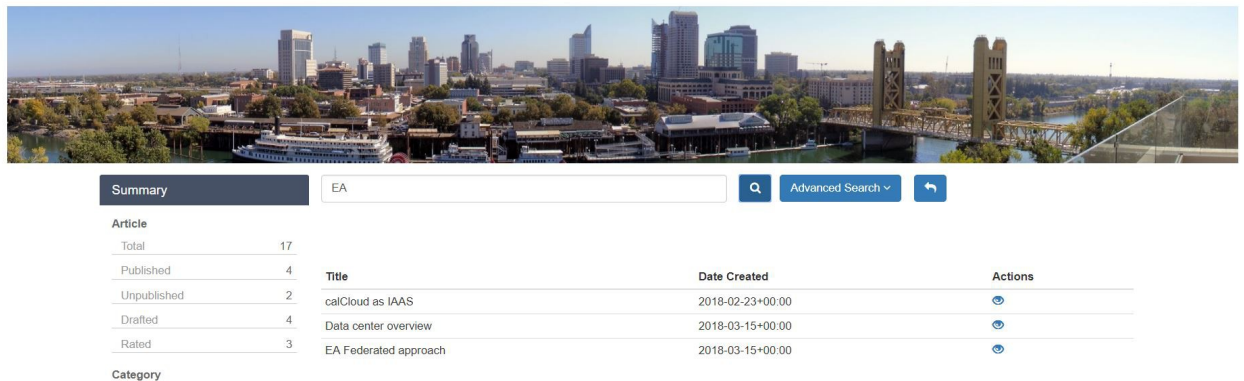 Summary
EA
Advanced Search
Article
Total 17
Published 4
Unpublished 2
Drafted 4
Rated 3
Category
Title Date Created Actions
calCloud as IAAS 2018-02-23+00:00
Data center overview 2018-03-15+00:00
EA Federated approach 2018-03-15+00:00